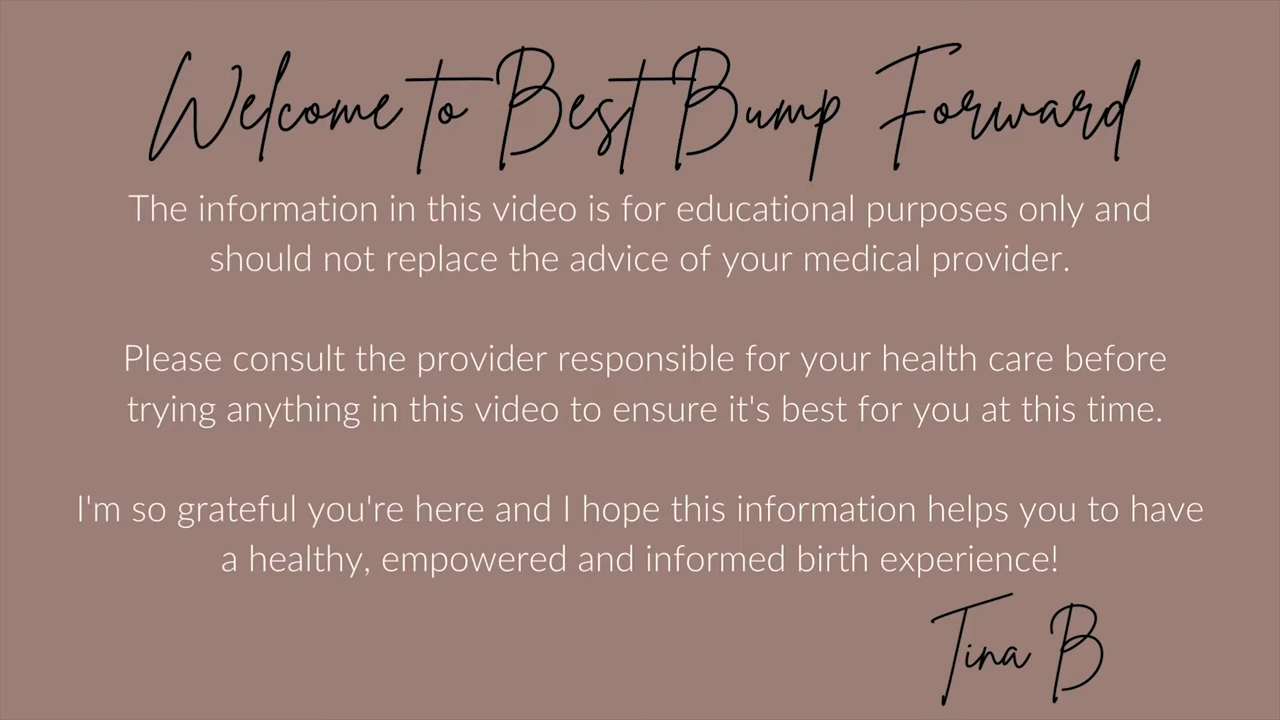 Welcome to Best Bump Forward
The information in this video is for educational purposes only and
should not replace the advice of your medical provider.
Please consult the provider responsible for your health care before
trying anything in this video to ensure it's best for you at this time.
I'm so grateful you're here and I hope this information helps you to have
a healthy, empowered and informed birth experience!
Tina B